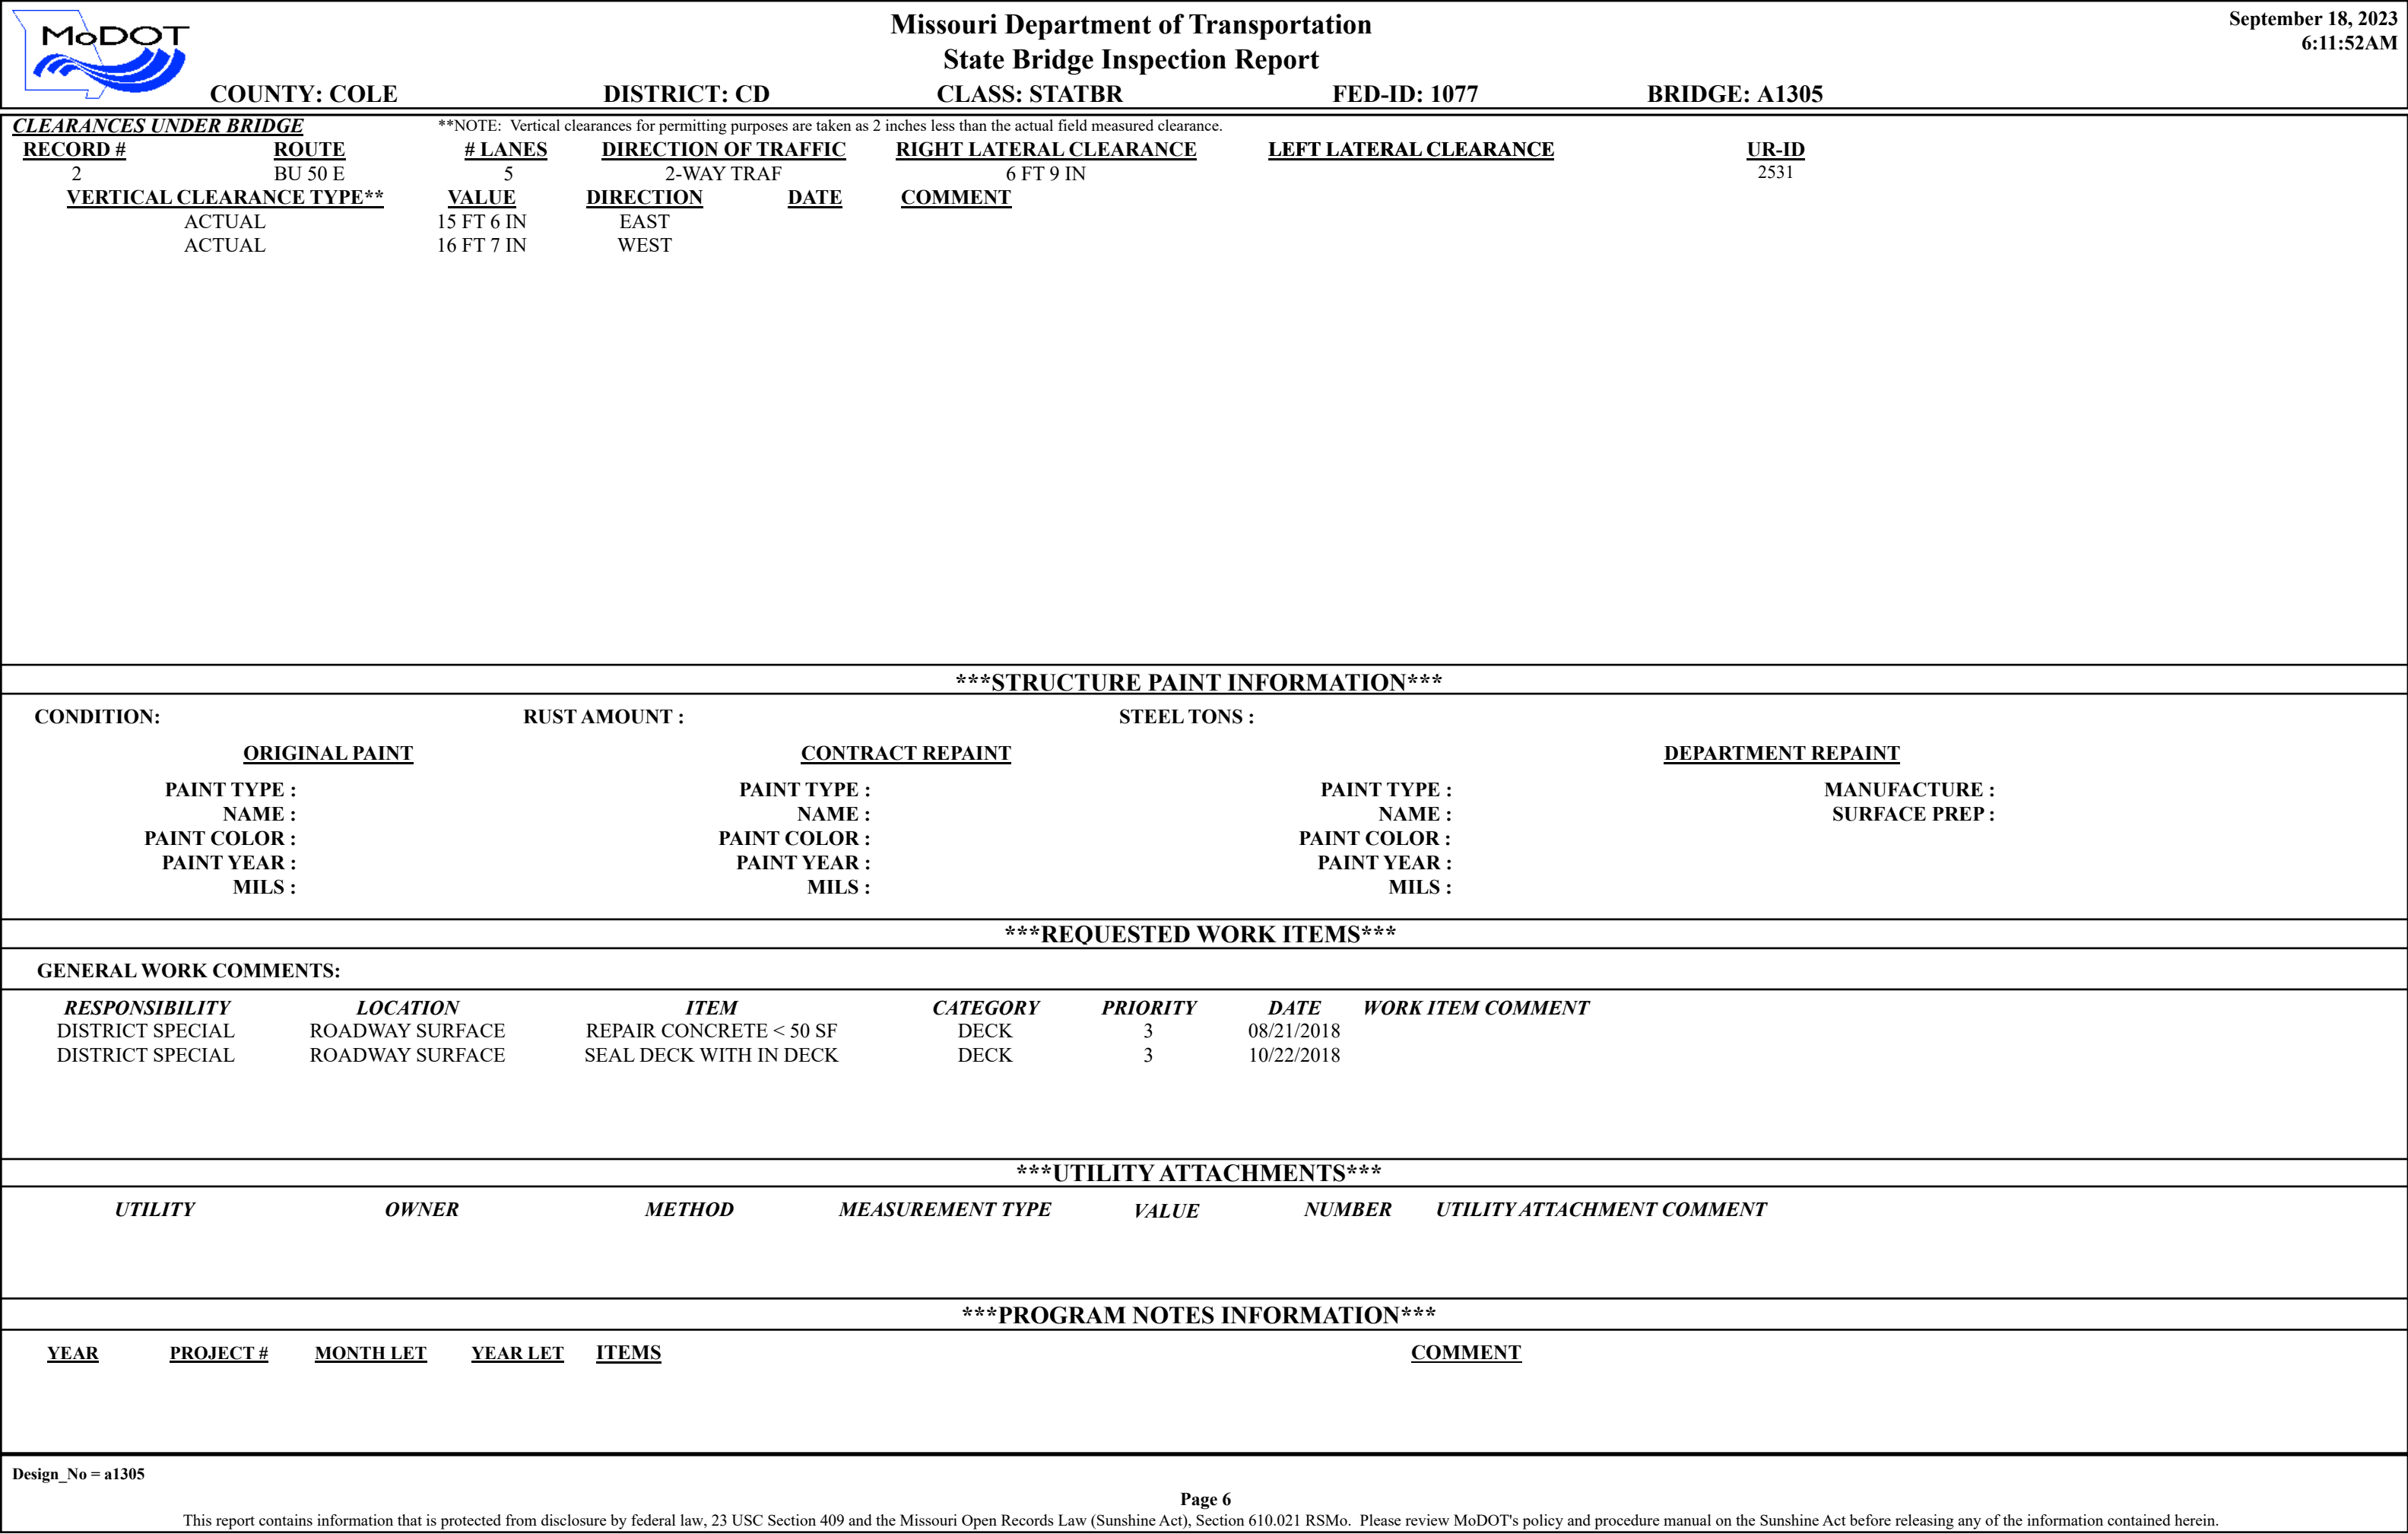 MoDOT
Missouri Department of Transportation
State Bridge Inspection Report
September 18, 2023
6:11:52AM
COUNTY: COLE DISTRICT: CD CLASS: STATBR FED-ID: 1077 BRIDGE: A1305
CLEARANCES UNDER BRIDGE **NOTE: Vertical clearances for permitting purposes are taken as 2 inches less than the actual field measured clearance.
RECORD # ROUTE # LANES DIRECTION OF TRAFFIC RIGHT LATERAL CLEARANCE LEFT LATERAL CLEARANCE UR-ID
2 BU 50 E 5 2-WAY TRAF 6 FT 9 IN 2531
VERTICAL CLEARANCE TYPE** VALUE DIRECTION DATE COMMENT
ACTUAL 15 FT 6 IN EAST
ACTUAL 16 FT 7 IN WEST
***STRUCTURE PAINT INFORMATION***
CONDITION: RUST AMOUNT : STEEL TONS :
ORIGINAL PAINT CONTRACT REPAINT DEPARTMENT REPAINT
PAINT TYPE : PAINT TYPE : PAINT TYPE : MANUFACTURE :
NAME : NAME : NAME : SURFACE PREP :
PAINT COLOR : PAINT COLOR : PAINT COLOR :
PAINT YEAR : PAINT YEAR : PAINT YEAR :
MILS : MILS : MILS :
***REQUESTED WORK ITEMS***
GENERAL WORK COMMENTS:
RESPONSIBILITY LOCATION ITEM CATEGORY PRIORITY DATE WORK ITEM COMMENT
DISTRICT SPECIAL ROADWAY SURFACE REPAIR CONCRETE < 50 SF DECK 3 08/21/2018
DISTRICT SPECIAL ROADWAY SURFACE SEAL DECK WITH IN DECK DECK 3 10/22/2018
***UTILITY ATTACHMENTS***
UTILITY OWNER METHOD MEASUREMENT TYPE VALUE NUMBER UTILITY ATTACHMENT COMMENT
***PROGRAM NOTES INFORMATION***
YEAR PROJECT # MONTH LET YEAR LET ITEMS COMMENT
Design_No = a1305
Page 6
This report contains information that is protected from disclosure by federal law, 23 USC Section 409 and the Missouri Open Records Law (Sunshine Act), Section 610.021 RSMo. Please review MoDOT's policy and procedure manual on the Sunshine Act before releasing any of the information contained herein.